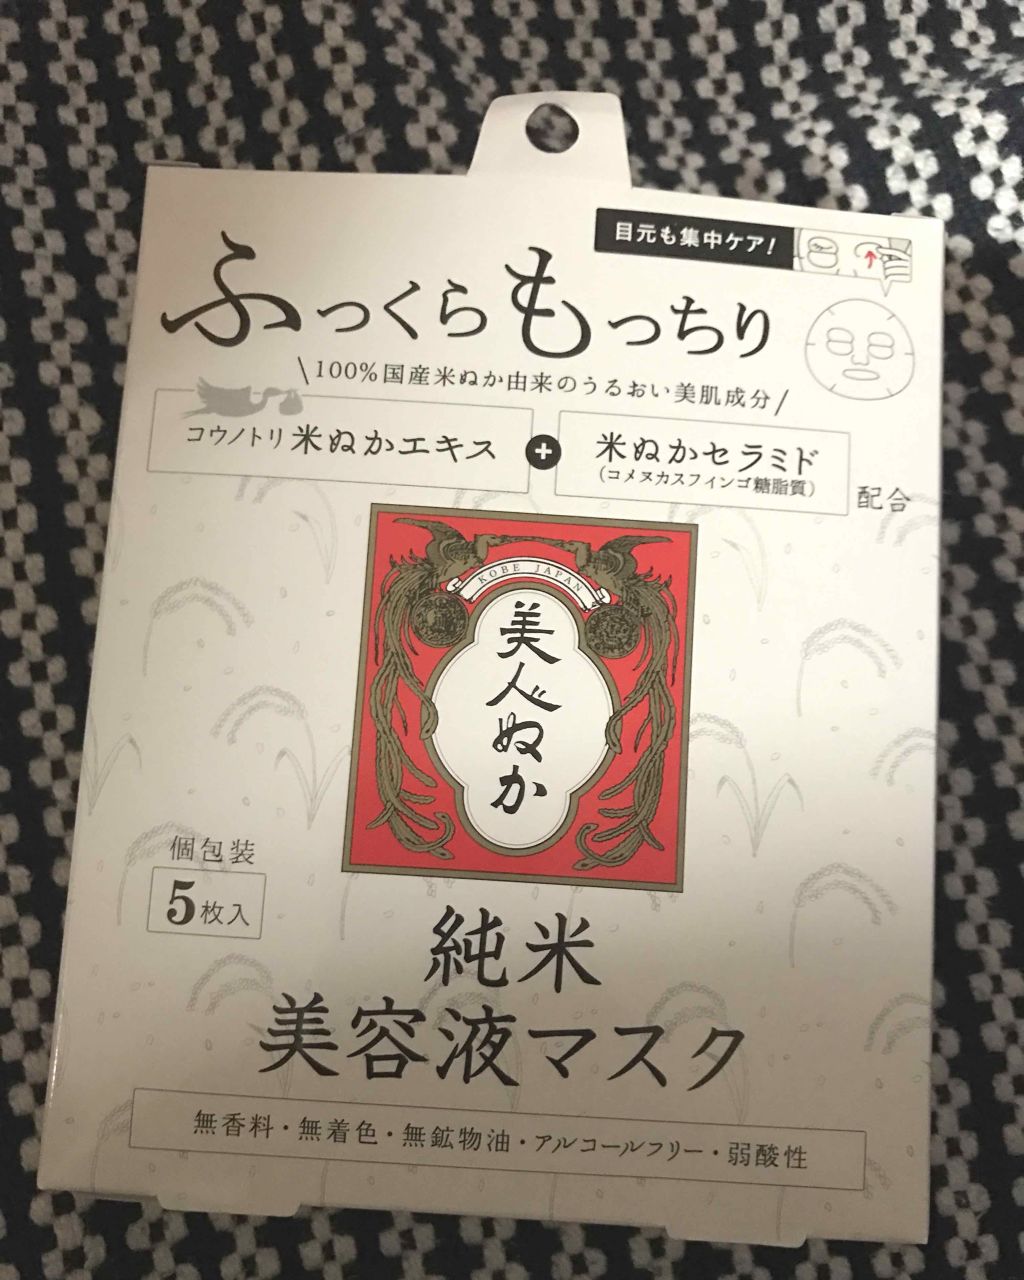 目元も集中ケア!
ふっくらもっちり
\100%国産米ぬか由来のうるおい美肌成分/
コウノトリ米ぬかエキス + 米ぬかセラミド
(コメヌカスフィンゴ糖脂質)
配合
KOBE JAPAN
美人ぬか
個包装
5枚入
純米
美容液マスク
無香料・無着色・無鉱物油・アルコールフリー・弱酸性